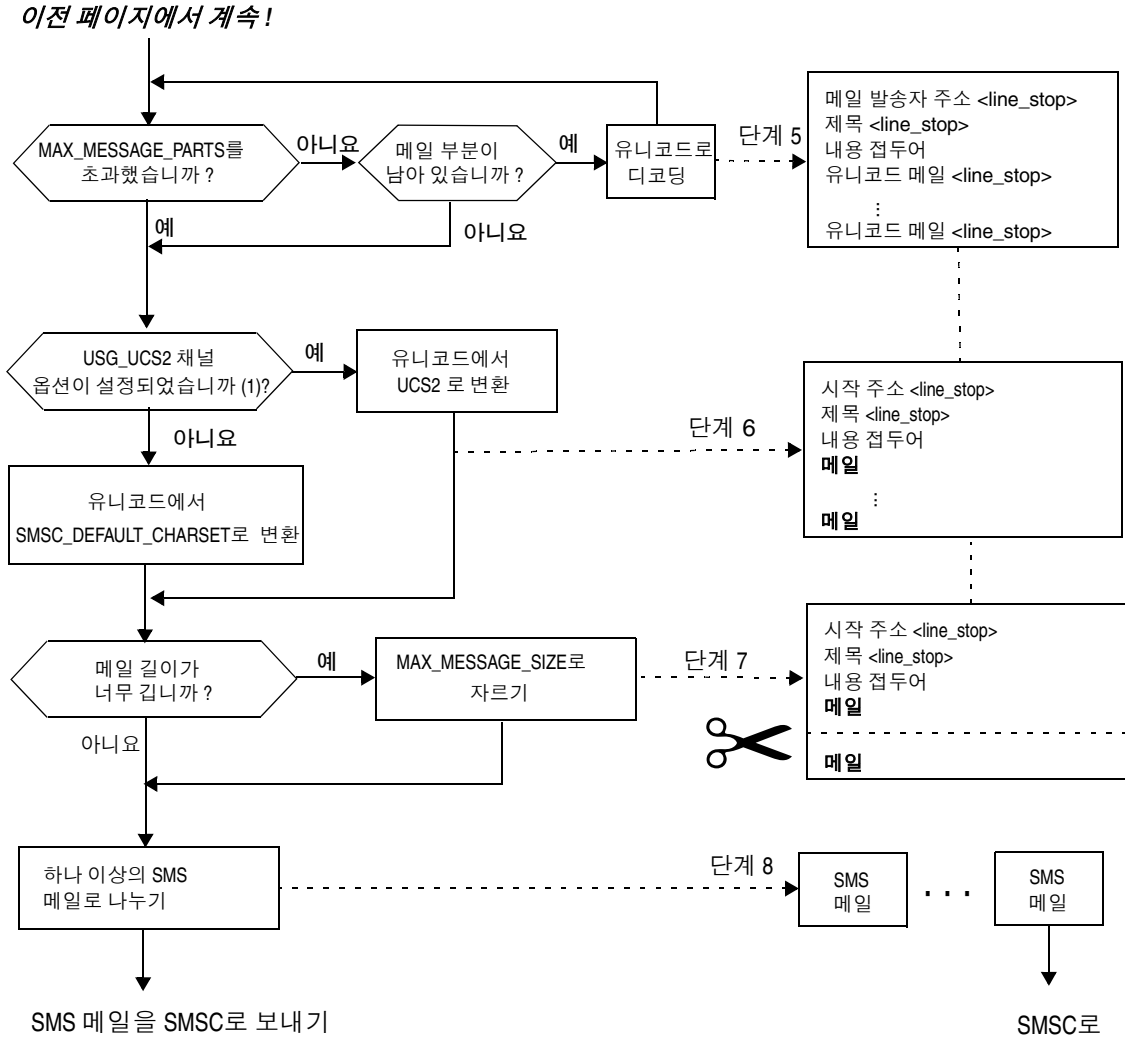 이전 페이지에서 계속 !
MAX_MESSAGE_PARTS를
초과했습니까 ?
아니요
메일 부분이
남아 있습니까 ?
예
유니코드로
디코딩
단계 5
메일 발송자 주소 <line_stop>
제목 <line_stop>
내용 접두어
유니코드 메일 <line_stop>
⋮
유니코드 메일 <line_stop>
예
아니요
USG_UCS2 채널
옵션이 설정되었습니까 (1)?
예
유니코드에서
UCS2 로 변환
아니요
단계 6
시작 주소 <line_stop>
제목 <line_stop>
내용 접두어
메일
⋮
메일
유니코드에서
SMSC_DEFAULT_CHARSET로 변환
메일 길이가
너무 깁니까 ?
예
MAX_MESSAGE_SIZE로
자르기
단계 7
시작 주소 <line_stop>
제목 <line_stop>
내용 접두어
메일
메일
아니요
하나 이상의 SMS
메일로 나누기
단계 8
SMS
메일
. . .
SMS
메일
SMS 메일을 SMSC로 보내기
SMSC로